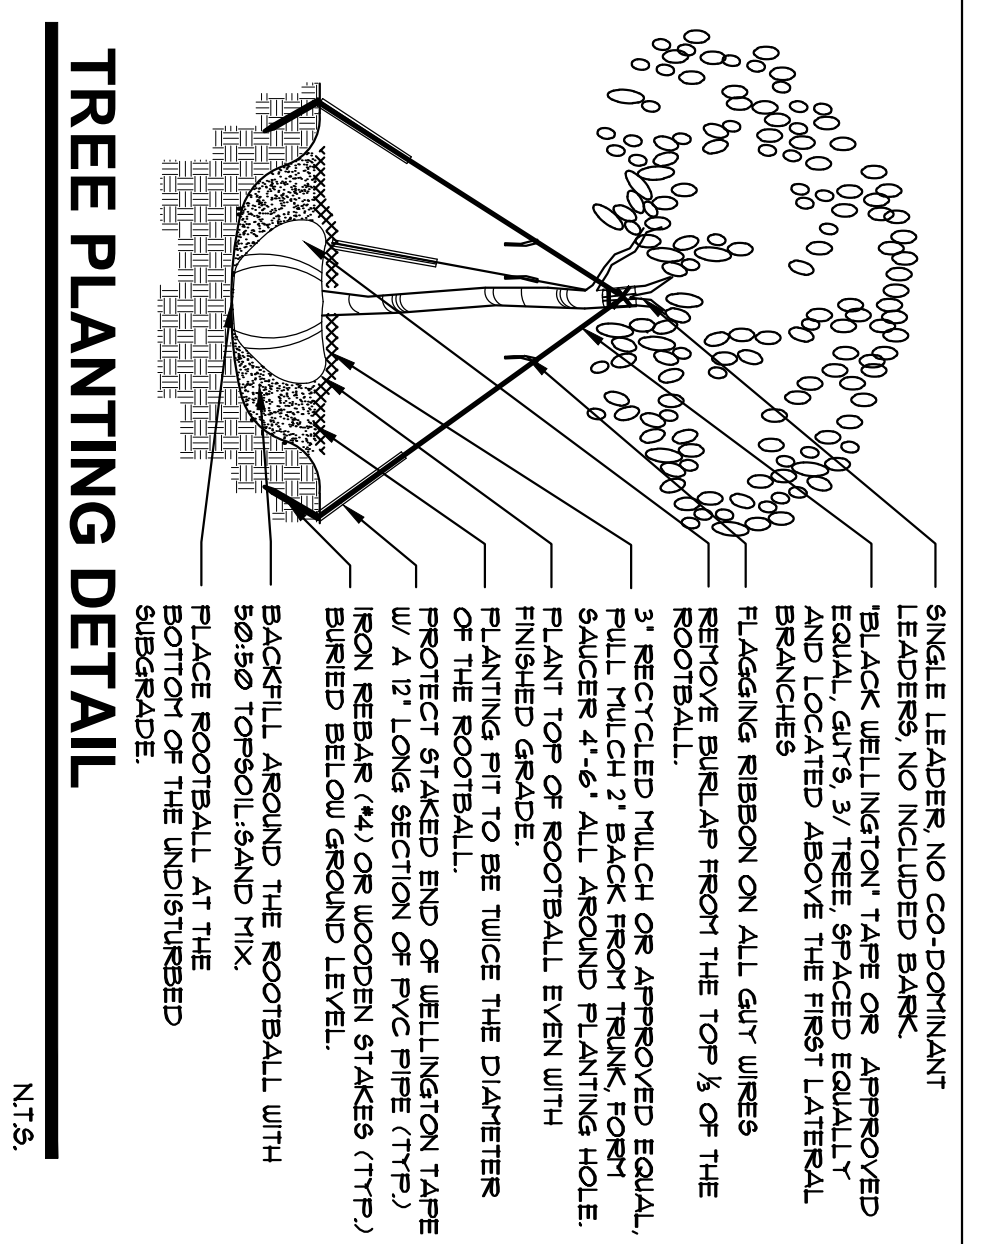 SINGLE LEADER, NO CO-DOMINANT
LEADERS, NO INCLUDED BARK.
"BLACK WELLINGTON" TAPE OR APPROVED
EQUAL, GUYS, 3/ TREE, SPACED EQUALLY
AND LOCATED ABOVE THE FIRST LATERAL
BRANCHES
FLAGGING RIBBON ON ALL GUY WIRES
REMOVE BURLAP FROM THE TOP ⅓ OF THE
ROOTBALL.
3" RECYCLED MULCH OR APPROVED EQUAL,
PULL MULCH 2" BACK FROM TRUNK, FORM
SAUCER 4"-6" ALL AROUND PLANTING HOLE.
PLANT TOP OF ROOTBALL EVEN WITH
FINISHED GRADE.
PLANTING PIT TO BE TWICE THE DIAMETER
OF THE ROOTBALL.
PROTECT STAKED END OF WELLINGTON TAPE
W/ A 12" LONG SECTION OF PVC PIPE (TYP.)
IRON REBAR (#4) OR WOODEN STAKES (TYP.)
BURIED BELOW GROUND LEVEL.
BACKFILL AROUND THE ROOTBALL WITH
50:50 TOPSOIL:SAND MIX.
PLACE ROOTBALL AT THE
BOTTOM OF THE UNDISTURBED
SUBGRADE.
TREE PLANTING DETAIL
N.T.S.